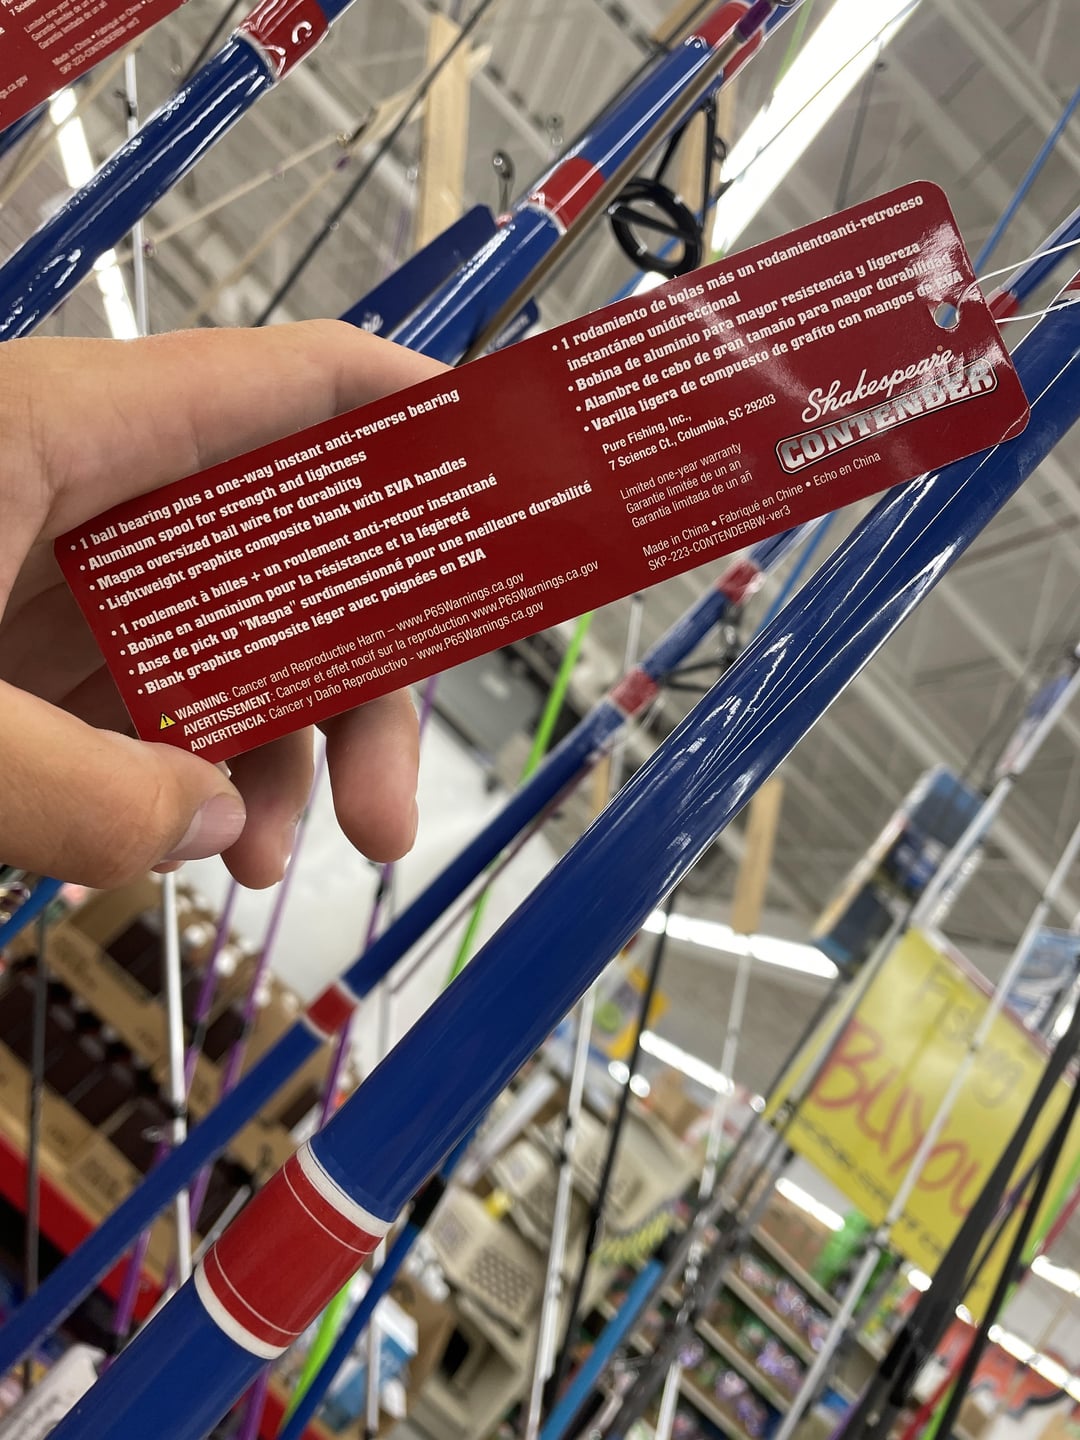 • 1 ball bearing plus a one-way instant anti-reverse bearing
• Aluminum spool for strength and lightness
• Magna oversized bail wire for durability
• Lightweight graphite composite blank with EVA handles
• 1 roulement à billes + un roulement anti-retour instantané
• Bobine en aluminium pour la résistance et la légèreté
• Anse de pick up "Magna" surdimensionné pour une meilleure durabilité
• Blank graphite composite léger avec poignées en EVA
WARNING: Cancer and Reproductive Harm – www.P65Warnings.ca.gov
AVERTISSEMENT: Cancer et effet nocif sur la reproduction www.P65Warnings.ca.gov
ADVERTENCIA: Cáncer y Daño Reproductivo - www.P65Warnings.ca.gov
• 1 rodamiento de bolas más un rodamientoanti-retroceso
instantáneo unidireccional
• Bobina de aluminio para mayor resistencia y ligereza
• Alambre de cebo de gran tamaño para mayor durabilidad
• Varilla ligera de compuesto de grafito con mangos de EVA
Pure Fishing, Inc.,
7 Science Ct., Columbia, SC 29203
Shakespeare
CONTENDER
Limited one-year warranty
Garantie limitée de un an
Garantía limitada de un añ
Made in China • Fabriqué en Chine • Echo en China
SKP-223-CONTENDERBW-ver3
Fishing